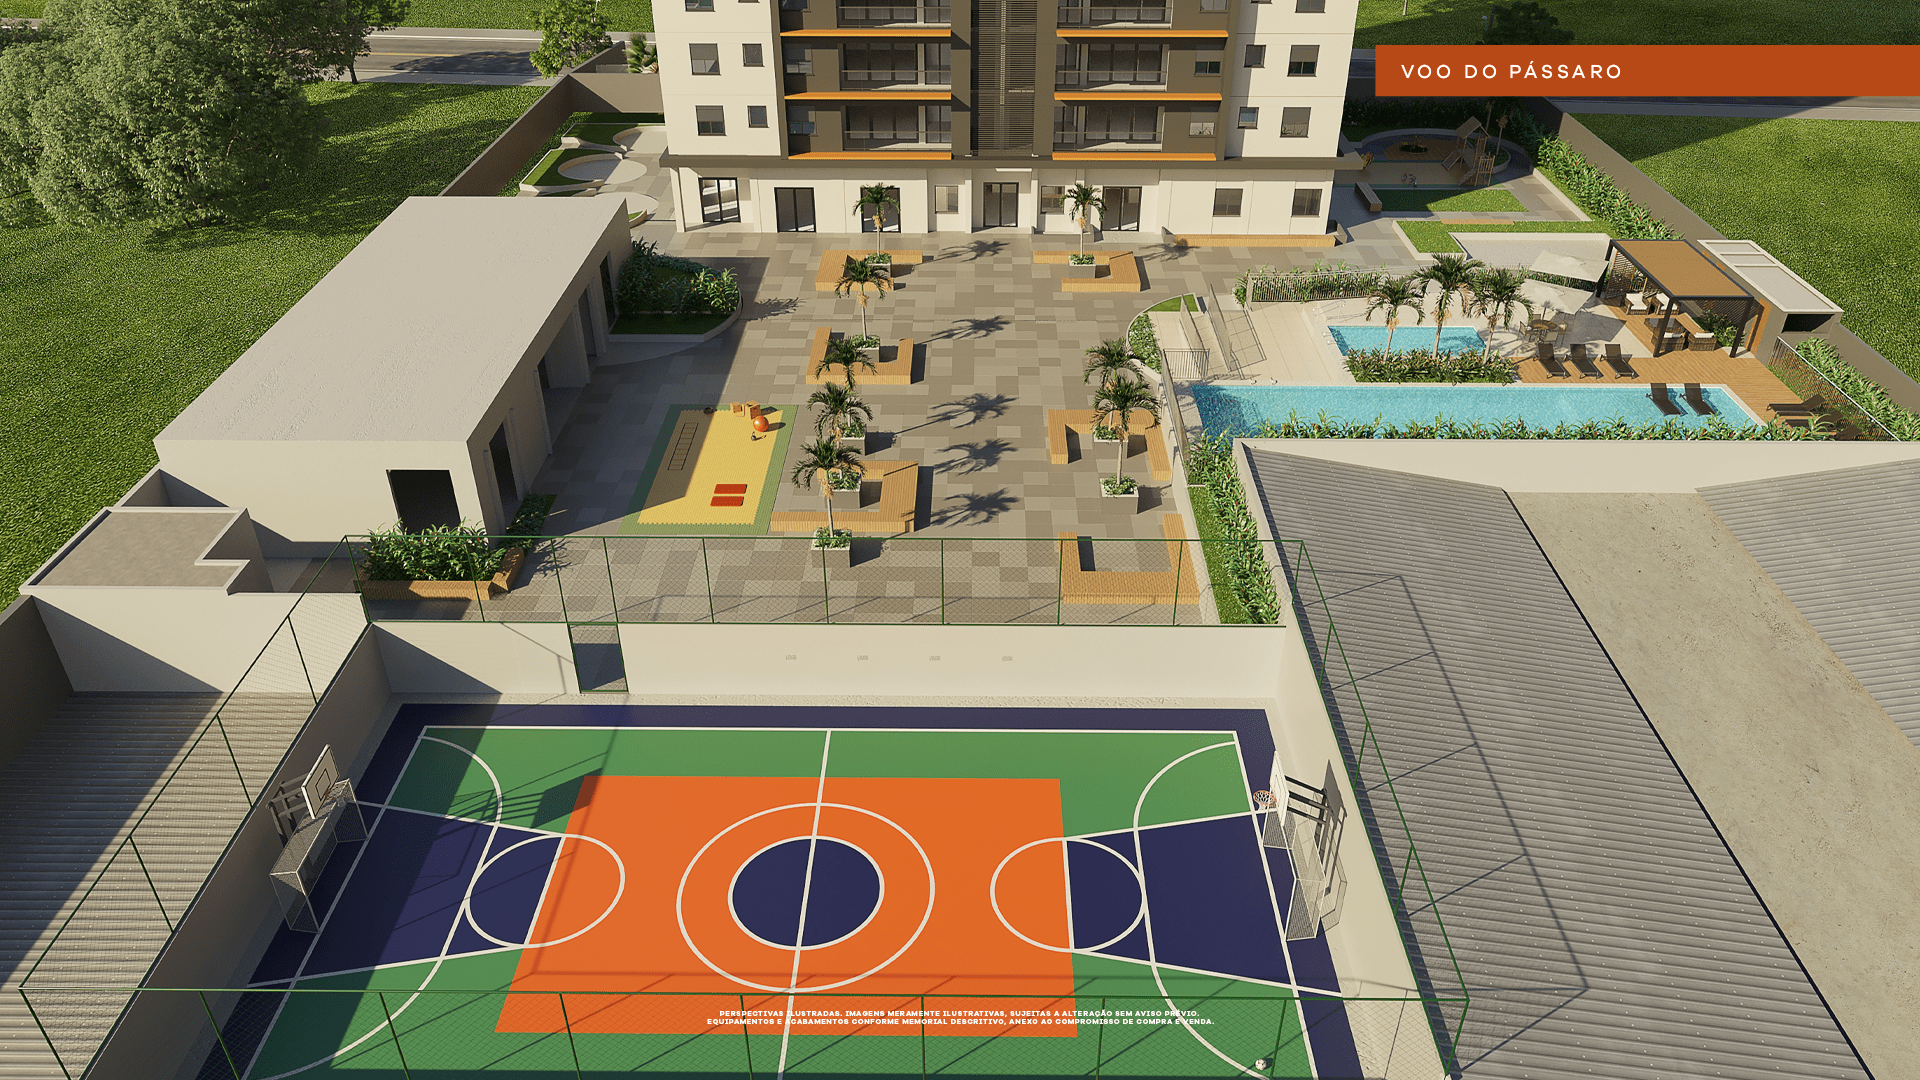 VOO DO PÁSSARO
PERSPECTIVAS ILUSTRADAS. IMAGENS MERAMENTE ILUSTRATIVAS, SUJEITAS A ALTERAÇÃO SEM AVISO PRÉVIO.
EQUIPAMENTOS E ACABAMENTOS CONFORME MEMORIAL DESCRITIVO, ANEXO AO COMPROMISSO DE COMPRA E VENDA.